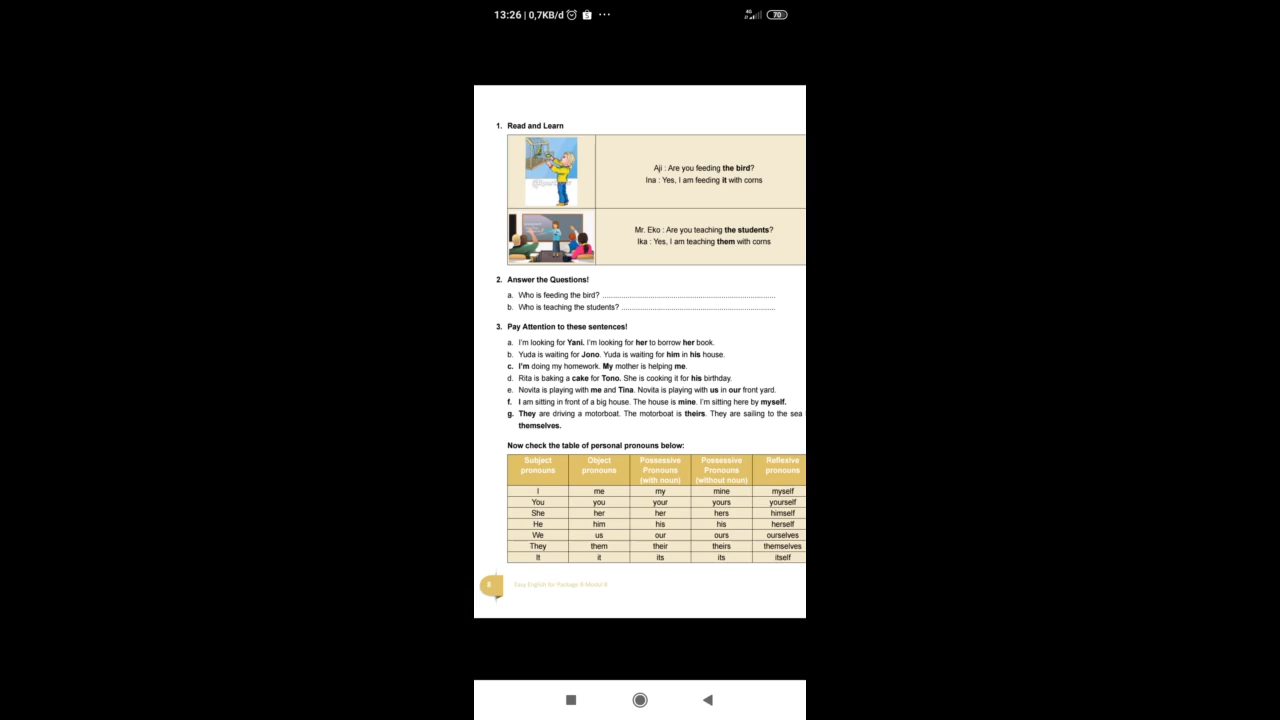 13:26 | 0,7KB/d
4G
70
1. Read and Learn
Aji : Are you feeding the bird?
Ina : Yes, I am feeding it with corns
Mr. Eko : Are you teaching the students?
Ika : Yes, I am teaching them with corns
2. Answer the Questions!
a. Who is feeding the bird? ......................................................................................
b. Who is teaching the students? .............................................................................
3. Pay Attention to these sentences!
a. I'm looking for Yani. I'm looking for her to borrow her book.
b. Yuda is waiting for Jono. Yuda is waiting for him in his house.
c. I'm doing my homework. My mother is helping me.
d. Rita is baking a cake for Tono. She is cooking it for his birthday.
e. Novita is playing with me and Tina. Novita is playing with us in our front yard.
f. I am sitting in front of a big house. The house is mine. I'm sitting here by myself.
g. They are driving a motorboat. The motorboat is theirs. They are sailing to the sea
themselves.
Now check the table of personal pronouns below:
Subject pronouns Object pronouns Possessive Pronouns (with noun) Possessive Pronouns (without noun) Reflexive pronouns
I me my mine myself
You you your yours yourself
She her her hers himself
He him his his herself
We us our ours ourselves
They them their theirs themselves
It it its its itself
8 Easy English for Package B Modul 8